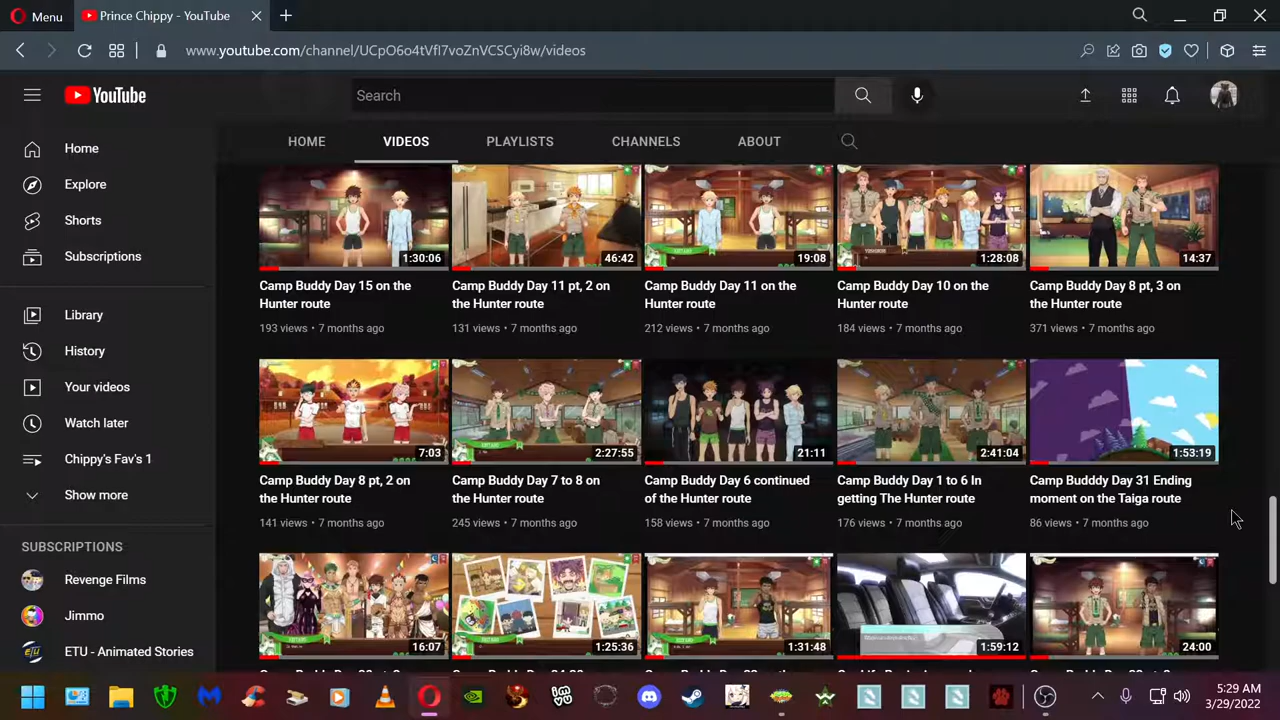 Menu
Prince Chippy - YouTube
www.youtube.com/channel/UCpO6o4tVfl7voZnVCSCyi8w/videos
YouTube
Search
HOME
VIDEOS
PLAYLISTS
CHANNELS
ABOUT
Home
Explore
Shorts
Subscriptions
Library
History
Your videos
Watch later
Chippy's Fav's 1
Show more
SUBSCRIPTIONS
Revenge Films
Jimmo
ETU - Animated Stories
1:30:06
46:42
19:08
1:28:08
14:37
Camp Buddy Day 15 on the
Hunter route
193 views • 7 months ago
Camp Buddy Day 11 pt, 2 on
the Hunter route
131 views • 7 months ago
Camp Buddy Day 11 on the
Hunter route
212 views • 7 months ago
Camp Buddy Day 10 on the
Hunter route
184 views • 7 months ago
Camp Buddy Day 8 pt, 3 on
the Hunter route
371 views • 7 months ago
7:03
2:27:55
21:11
2:41:04
1:53:19
Camp Buddy Day 8 pt, 2 on
the Hunter route
141 views • 7 months ago
Camp Buddy Day 7 to 8 on
the Hunter route
245 views • 7 months ago
Camp Buddy Day 6 continued
of the Hunter route
158 views • 7 months ago
Camp Buddy Day 1 to 6 In
getting The Hunter route
176 views • 7 months ago
Camp Budddy Day 31 Ending
moment on the Taiga route
86 views • 7 months ago
16:07
1:25:36
1:31:48
1:59:12
24:00
5:29 AM
3/29/2022